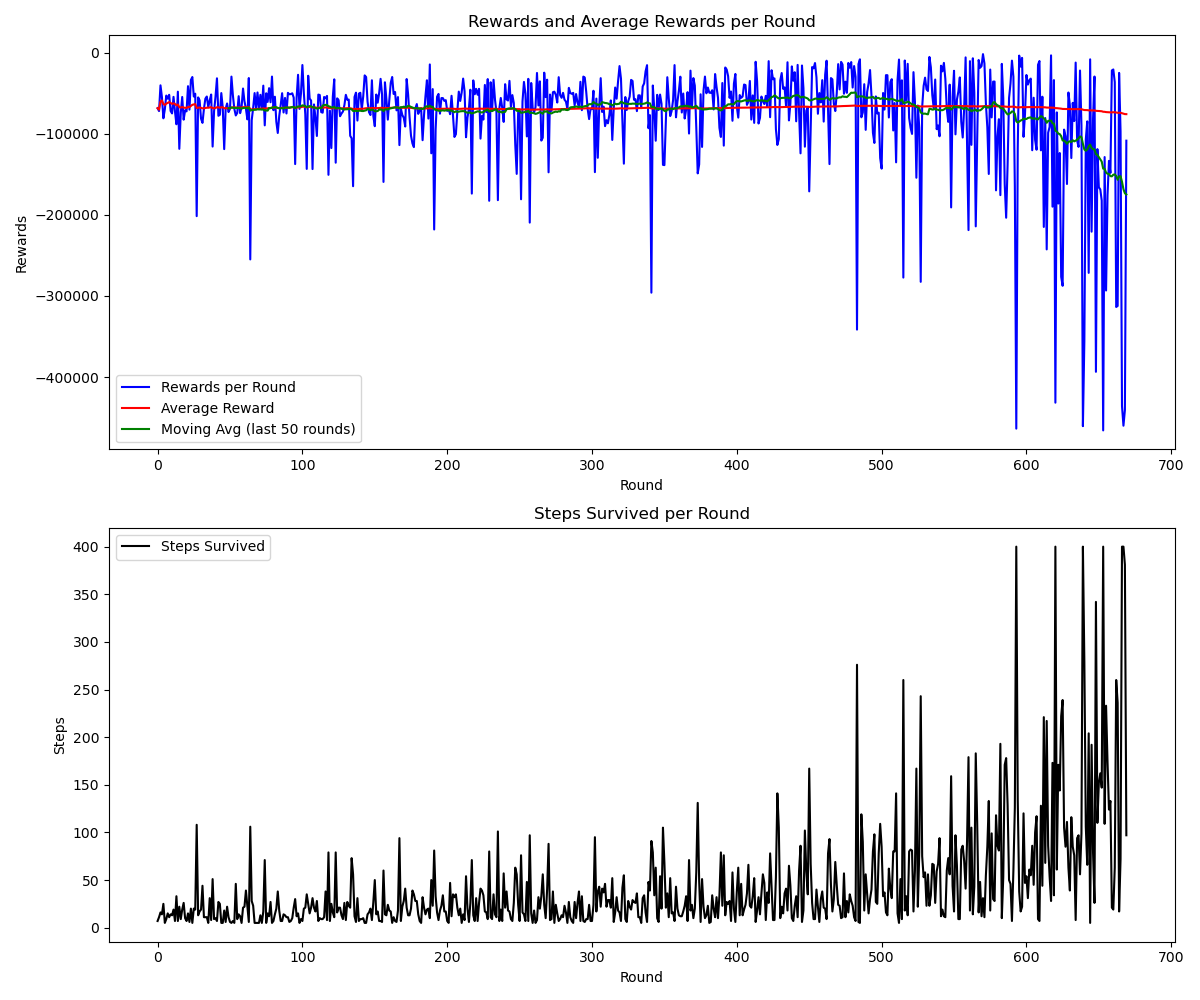 Rewards and Average Rewards per Round
Rewards
0
−100000
−200000
−300000
−400000
Rewards per Round
Average Reward
Moving Avg (last 50 rounds)
0 100 200 300 400 500 600 700
Round
Steps Survived per Round
Steps
400
350
300
250
200
150
100
50
0
Steps Survived
0 100 200 300 400 500 600 700
Round